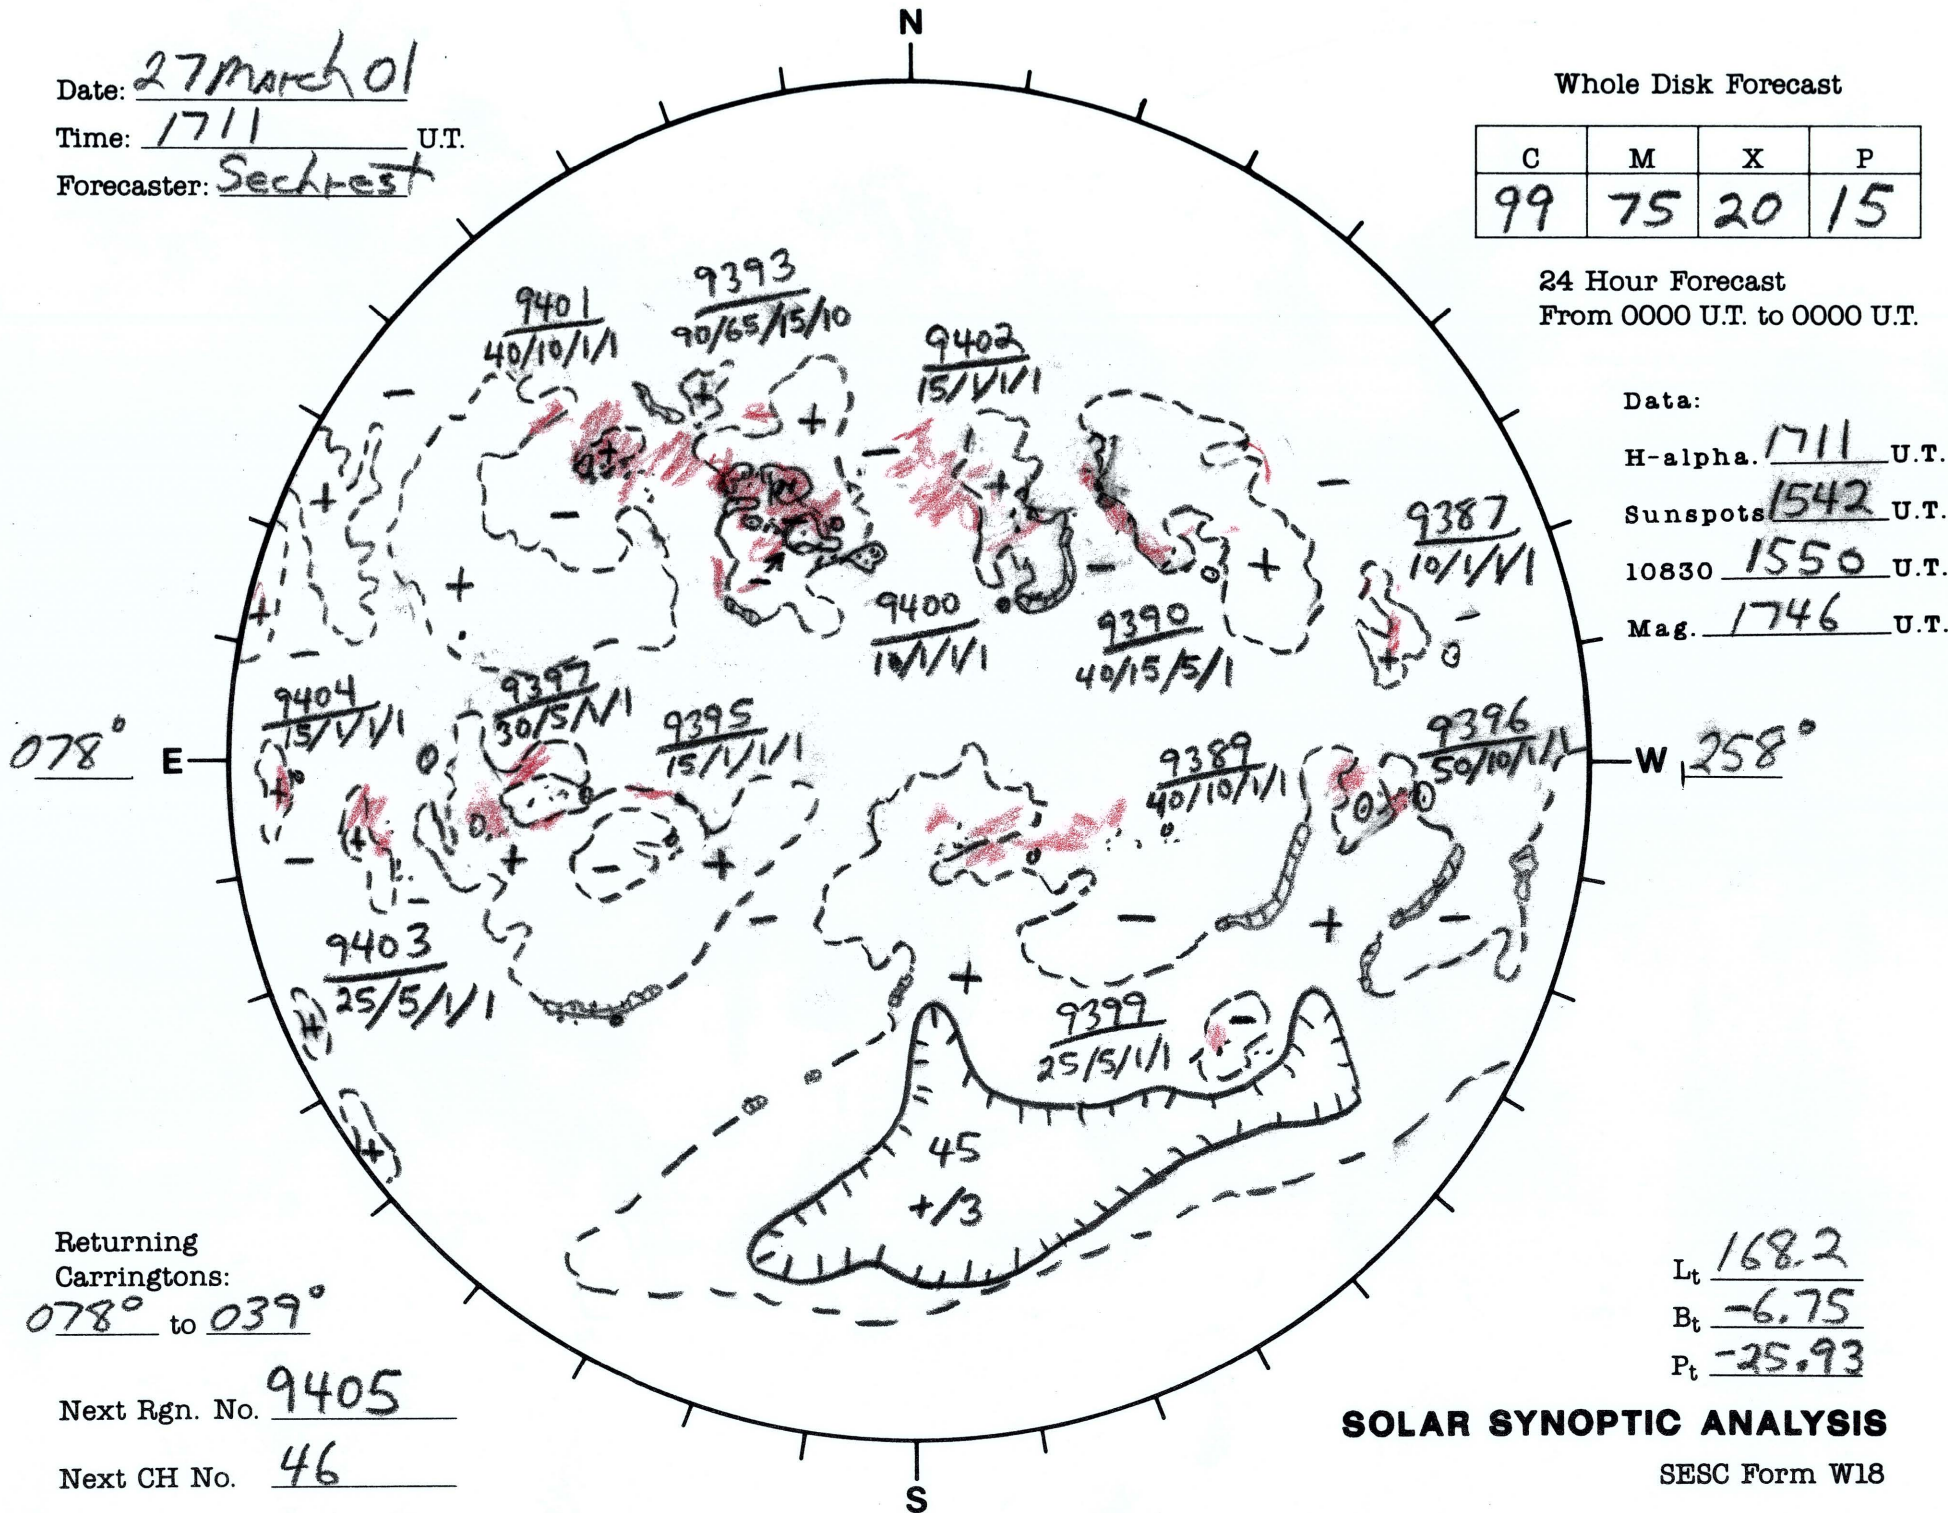 N
Date: 27 March 01
Time: 1711 U.T.
Forecaster: Sechrest
Whole Disk Forecast
C M X P
99 75 20 15
24 Hour Forecast
From 0000 U.T. to 0000 U.T.
Data:
H-alpha. 1711 U.T.
Sunspots 1542 U.T.
10830 1550 U.T.
Mag. 1746 U.T.
9401
40/10/1/1
9393
90/65/15/10
9402
15/1/1/1
9387
10/1/1/1
9400
10/1/1/1
9390
40/15/5/1
9404
15/1/1/1
9397
30/5/1/1
9395
15/1/1/1
9389
40/10/1/1
9396
50/10/1/1
078° E
W 258°
9403
25/5/1/1
9399
25/5/1/1
45
+/3
Returning
Carringtons:
078° to 039°
Next Rgn. No. 9405
Next CH No. 46
S
Lt 168.2
Bt -6.75
Pt -25.93
SOLAR SYNOPTIC ANALYSIS
SESC Form W18